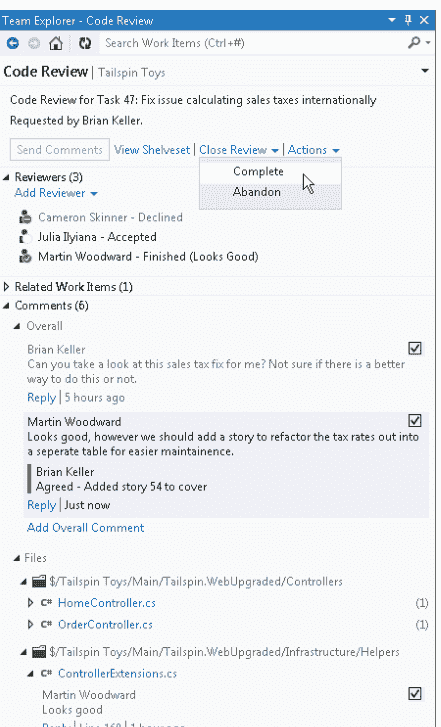 Team Explorer - Code Review
Search Work Items (Ctrl+#)
Code Review | Tailspin Toys
Code Review for Task 47: Fix issue calculating sales taxes internationally
Requested by Brian Keller.
Send Comments View Shelveset | Close Review | Actions
Complete
Abandon
Reviewers (3)
Add Reviewer
Cameron Skinner - Declined
Julia Ilyiana - Accepted
Martin Woodward - Finished (Looks Good)
Related Work Items (1)
Comments (6)
Overall
Brian Keller
Can you take a look at this sales tax fix for me? Not sure if there is a better
way to do this or not.
Reply | 5 hours ago
Martin Woodward
Looks good, however we should add a story to refactor the tax rates out into
a seperate table for easier maintainence.
Brian Keller
Agreed - Added story 54 to cover
Reply | Just now
Add Overall Comment
Files
$/Tailspin Toys/Main/Tailspin.WebUpgraded/Controllers
C# HomeController.cs (1)
C# OrderController.cs (1)
$/Tailspin Toys/Main/Tailspin.WebUpgraded/Infrastructure/Helpers
C# ControllerExtensions.cs
Martin Woodward
Looks good
Reply | Line 168 | 1 hour ago